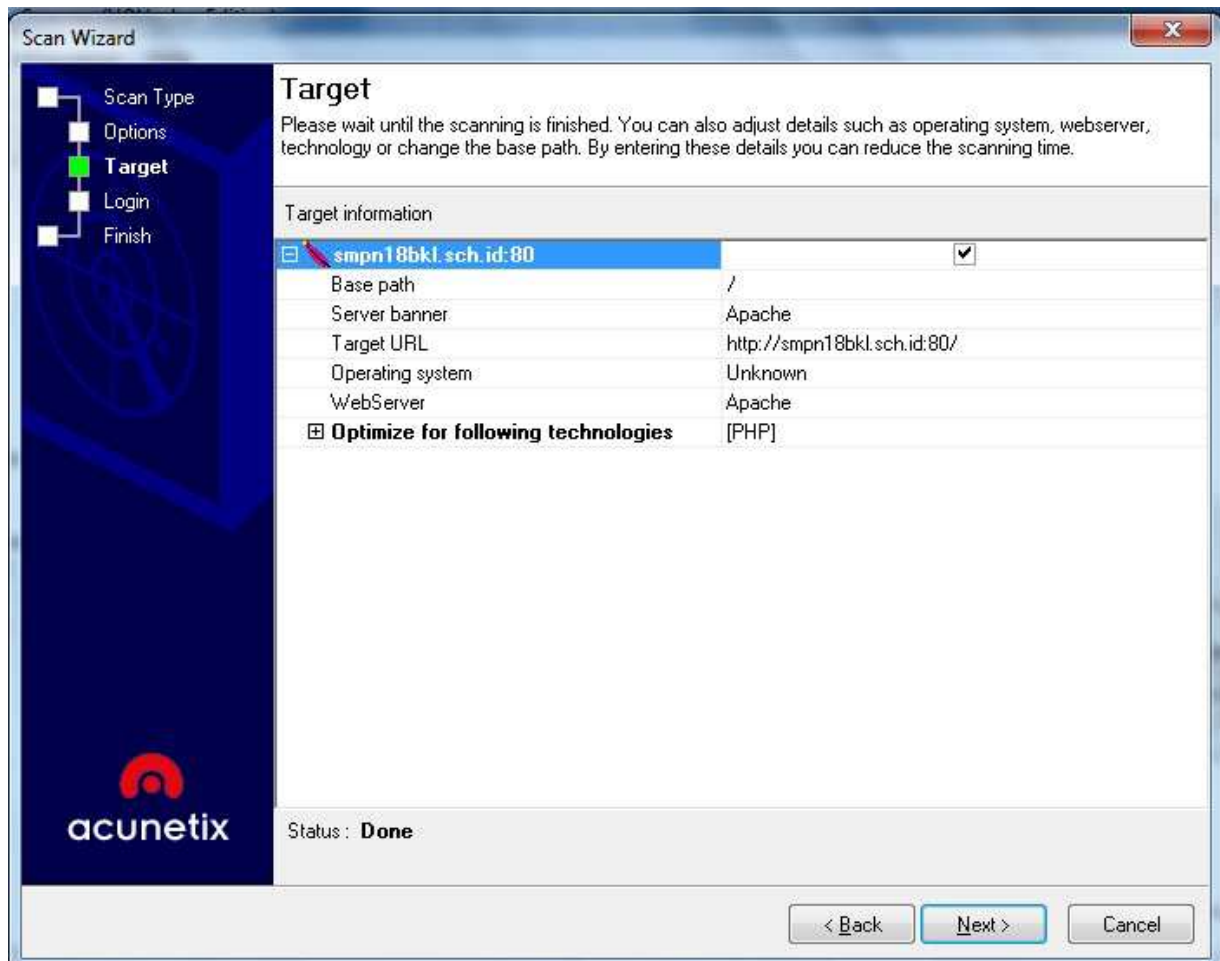 Scan Wizard
Scan Type
Options
Target
Login
Finish
acunetix
Target
Please wait until the scanning is finished. You can also adjust details such as operating system, webserver,
technology or change the base path. By entering these details you can reduce the scanning time.
Target information
smpn18bkl.sch.id:80
Base path /
Server banner Apache
Target URL http://smpn18bkl.sch.id:80/
Operating system Unknown
WebServer Apache
Optimize for following technologies [PHP]
Status : Done
< Back Next > Cancel